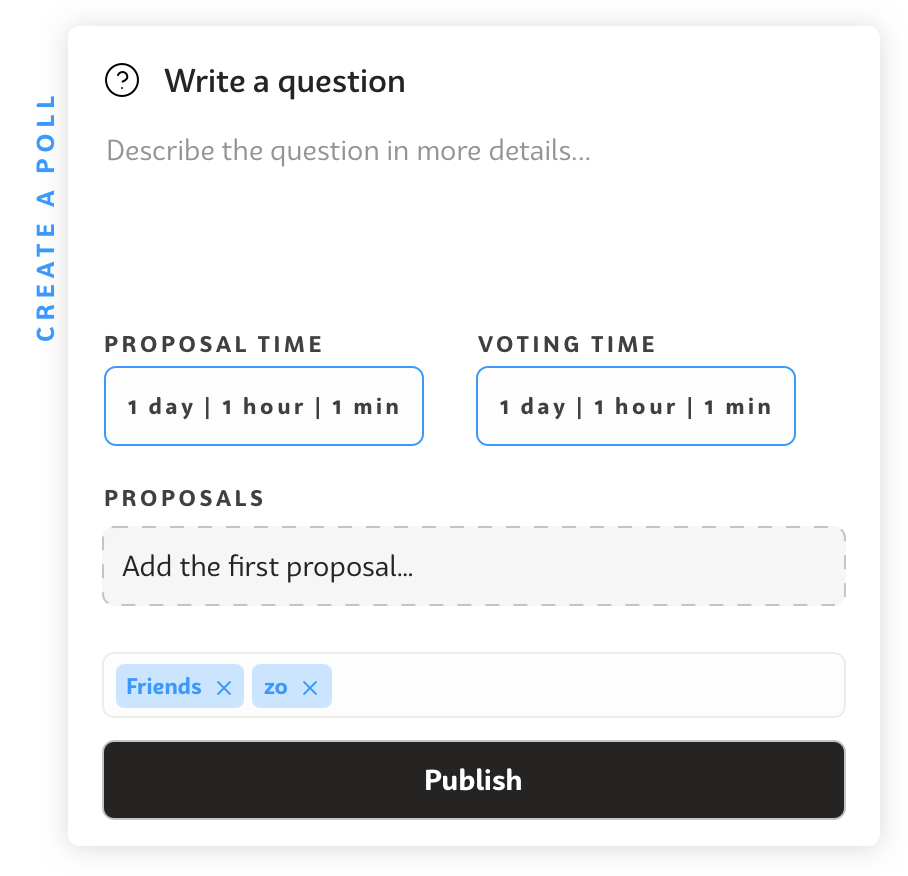 CREATE A POLL
Write a question
Describe the question in more details...
PROPOSAL TIME
VOTING TIME
1 day | 1 hour | 1 min
1 day | 1 hour | 1 min
PROPOSALS
Add the first proposal...
Friends
zo
Publish